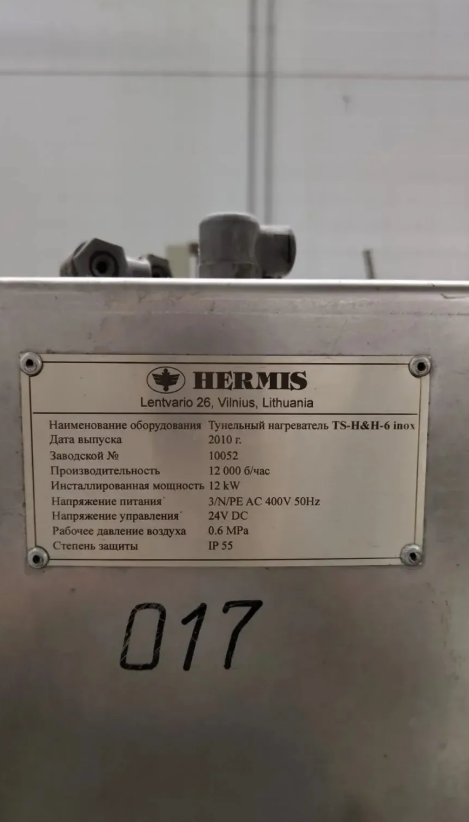 HERMIS
Lentvario 26, Vilnius, Lithuania
Наименование оборудования Тунельный нагреватель TS-H&H-6 inox
Дата выпуска 2010 г.
Заводской № 10052
Производительность 12 000 б/час
Инсталлированная мощность 12 kW
Напряжение питания 3/N/PE AC 400V 50Hz
Напряжение управления 24V DC
Рабочее давление воздуха 0.6 MPa
Степень защиты IP 55
017